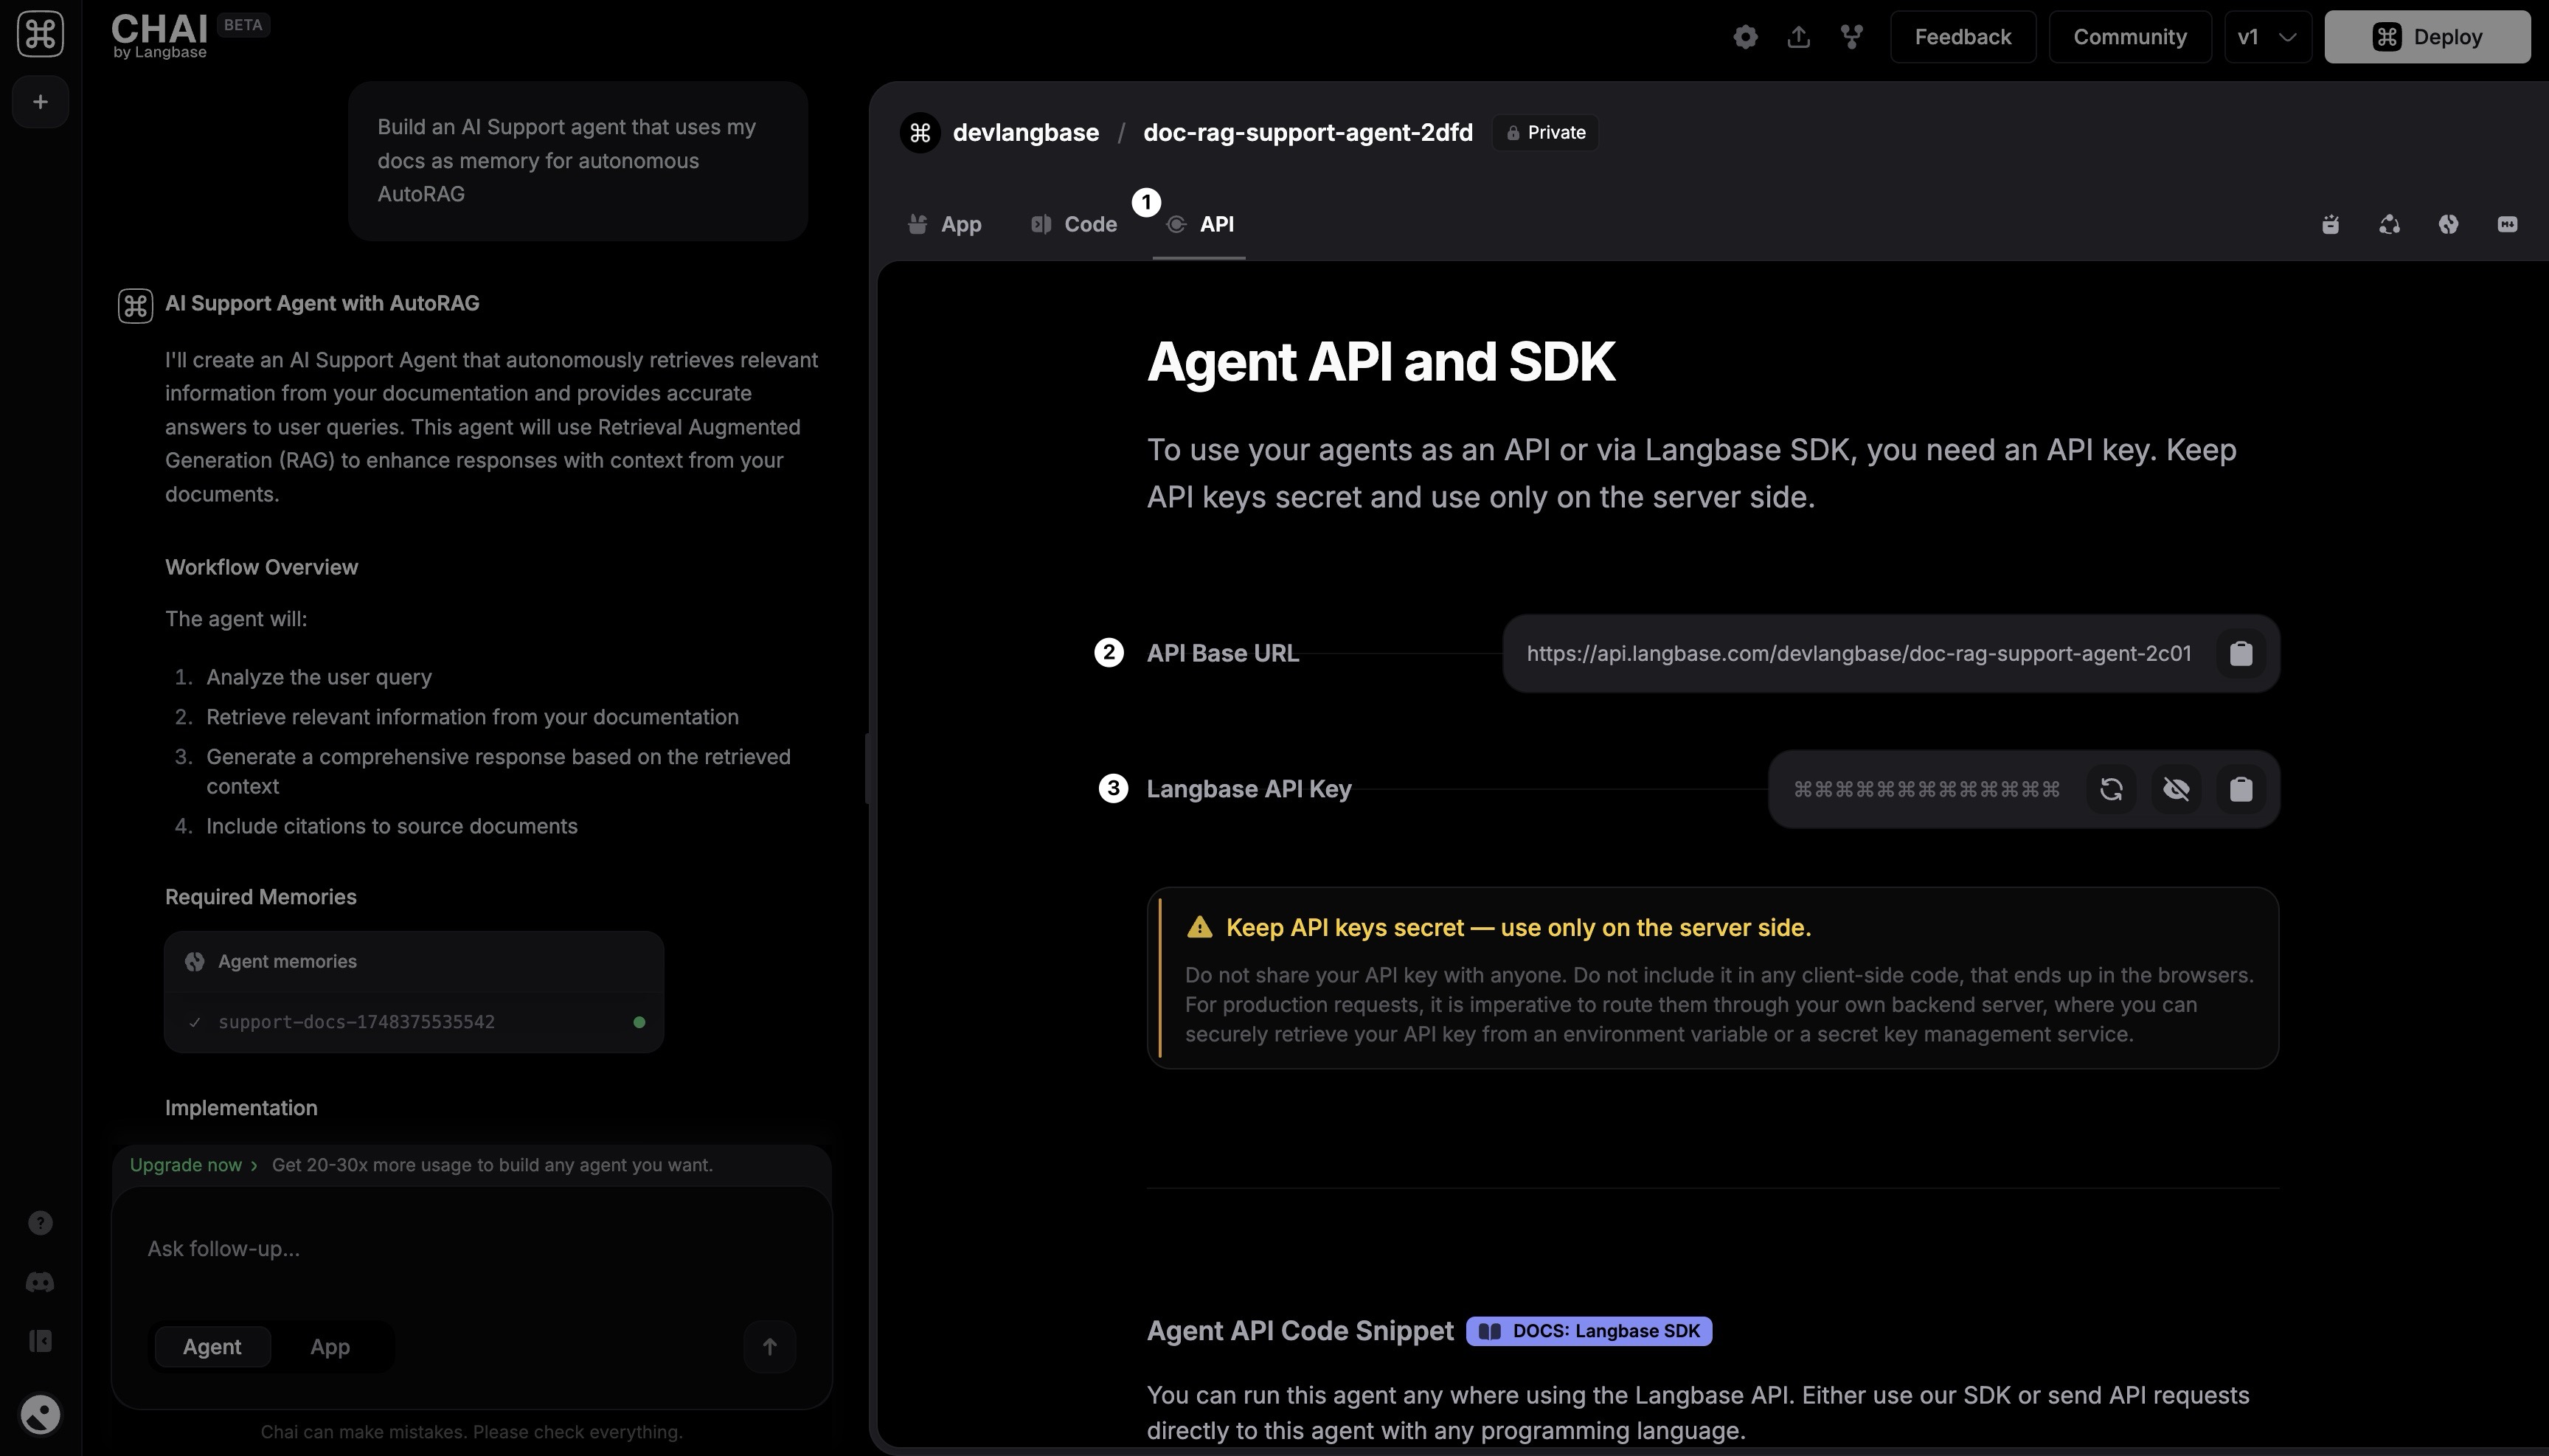 CHAI BETA
by Langbase
Feedback
Community
v1
Deploy
Build an AI Support agent that uses my
docs as memory for autonomous
AutoRAG
AI Support Agent with AutoRAG
I'll create an AI Support Agent that autonomously retrieves relevant
information from your documentation and provides accurate
answers to user queries. This agent will use Retrieval Augmented
Generation (RAG) to enhance responses with context from your
documents.
Workflow Overview
The agent will:
1. Analyze the user query
2. Retrieve relevant information from your documentation
3. Generate a comprehensive response based on the retrieved
context
4. Include citations to source documents
Required Memories
Agent memories
support-docs-1748375535542
Implementation
Upgrade now › Get 20-30x more usage to build any agent you want.
Ask follow-up...
Agent
App
Chai can make mistakes. Please check everything.
devlangbase / doc-rag-support-agent-2dfd
Private
App
Code
1
API
Agent API and SDK
To use your agents as an API or via Langbase SDK, you need an API key. Keep
API keys secret and use only on the server side.
2 API Base URL
https://api.langbase.com/devlangbase/doc-rag-support-agent-2c01
3 Langbase API Key
⌘⌘⌘⌘⌘⌘⌘⌘⌘⌘⌘⌘⌘
Keep API keys secret — use only on the server side.
Do not share your API key with anyone. Do not include it in any client-side code, that ends up in the browsers.
For production requests, it is imperative to route them through your own backend server, where you can
securely retrieve your API key from an environment variable or a secret key management service.
Agent API Code Snippet
DOCS: Langbase SDK
You can run this agent any where using the Langbase API. Either use our SDK or send API requests
directly to this agent with any programming language.